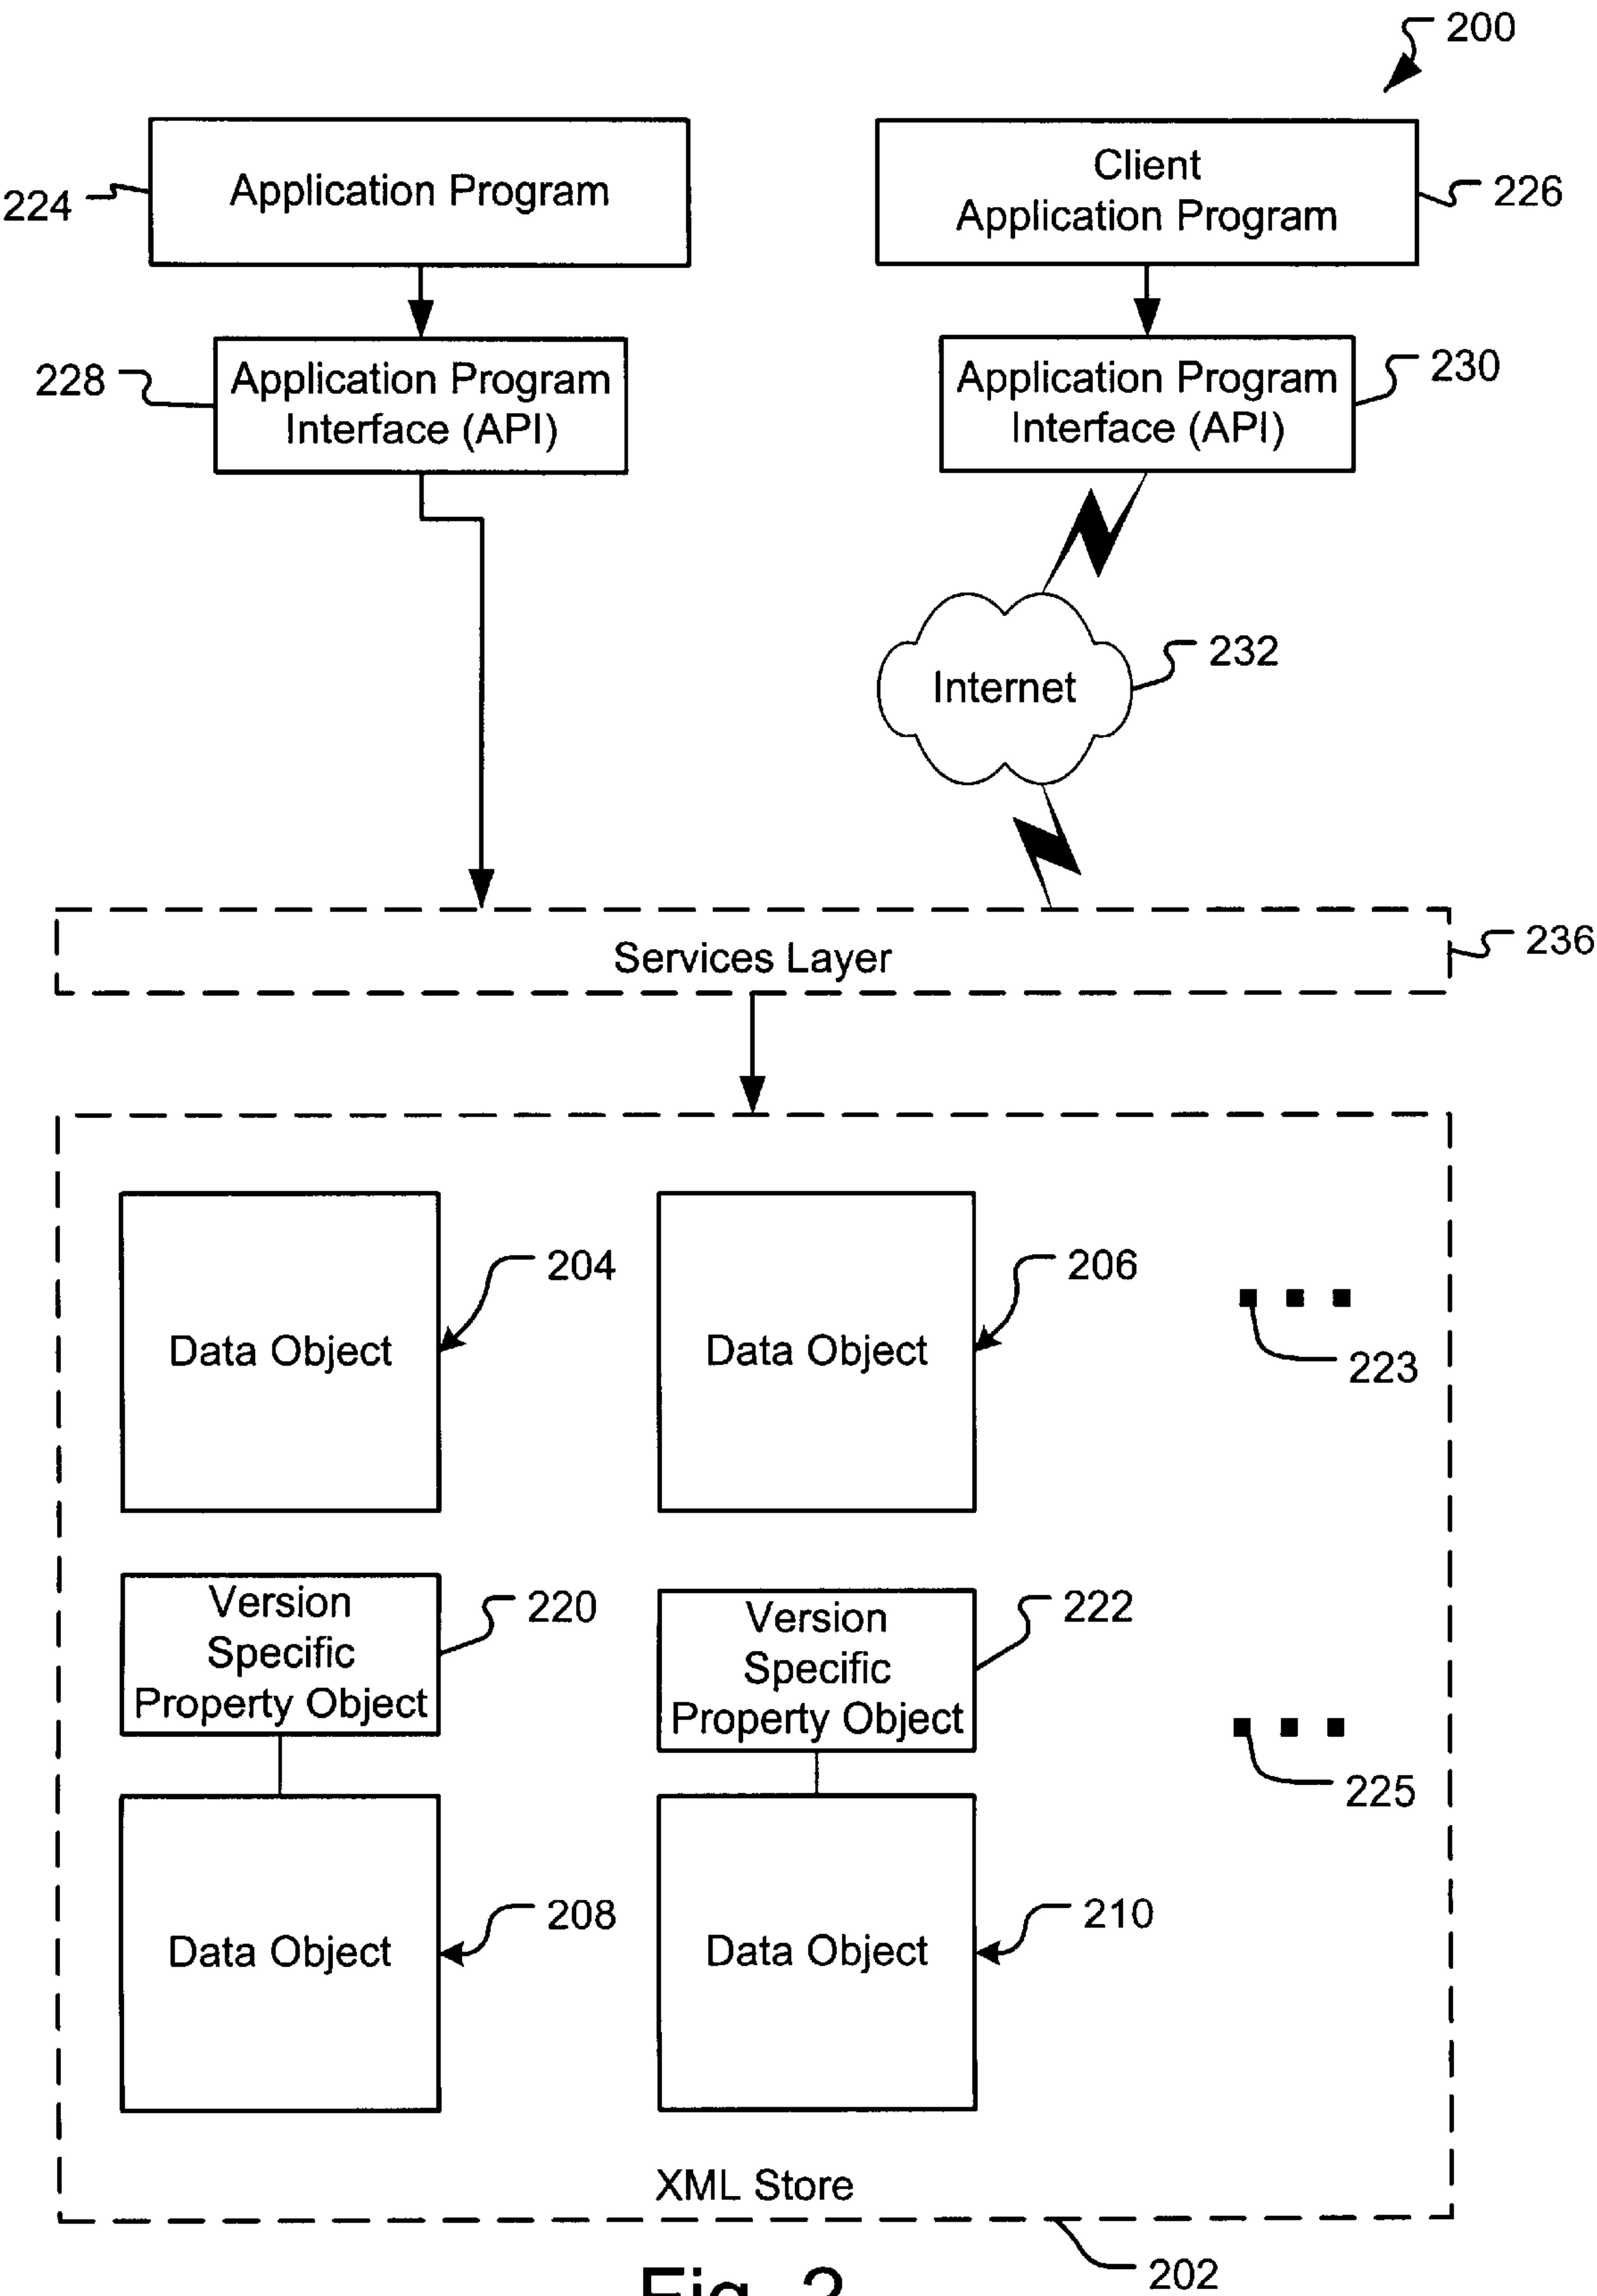 200
Application Program
224
Client
Application Program
226
Application Program
Interface (API)
228
Application Program
Interface (API)
230
Internet
232
Services Layer
236
Data Object
204
Data Object
206
223
Version
Specific
Property Object
220
Version
Specific
Property Object
222
225
Data Object
208
Data Object
210
XML Store
202
Fig. 2